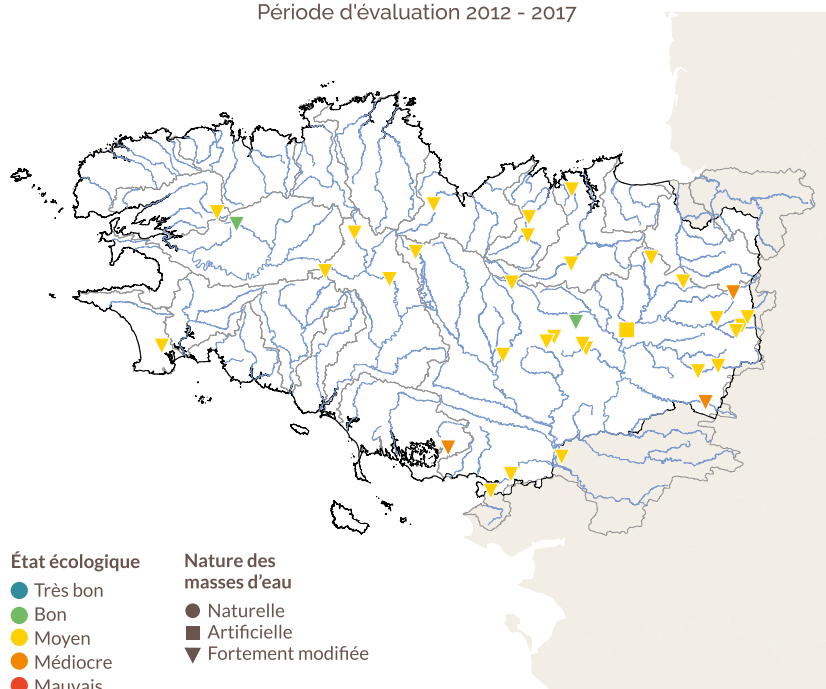 Période d'évaluation 2012 - 2017
État écologique
Très bon
Bon
Moyen
Médiocre
Mauvais
Nature des
masses d'eau
Naturelle
Artificielle
Fortement modifiée